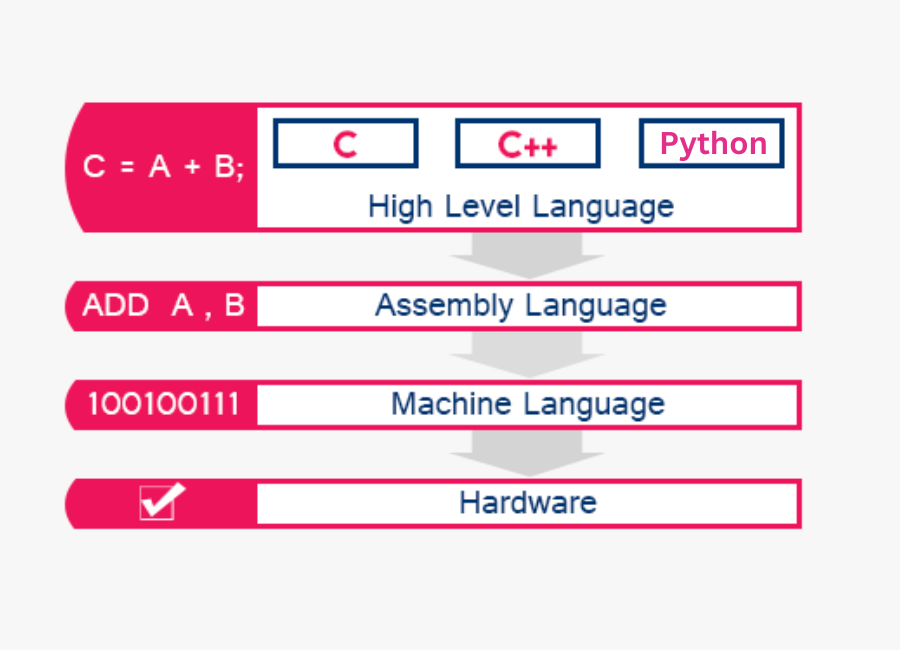 C = A + B;
C
C++
Python
High Level Language
ADD A , B
Assembly Language
100100111
Machine Language
Hardware